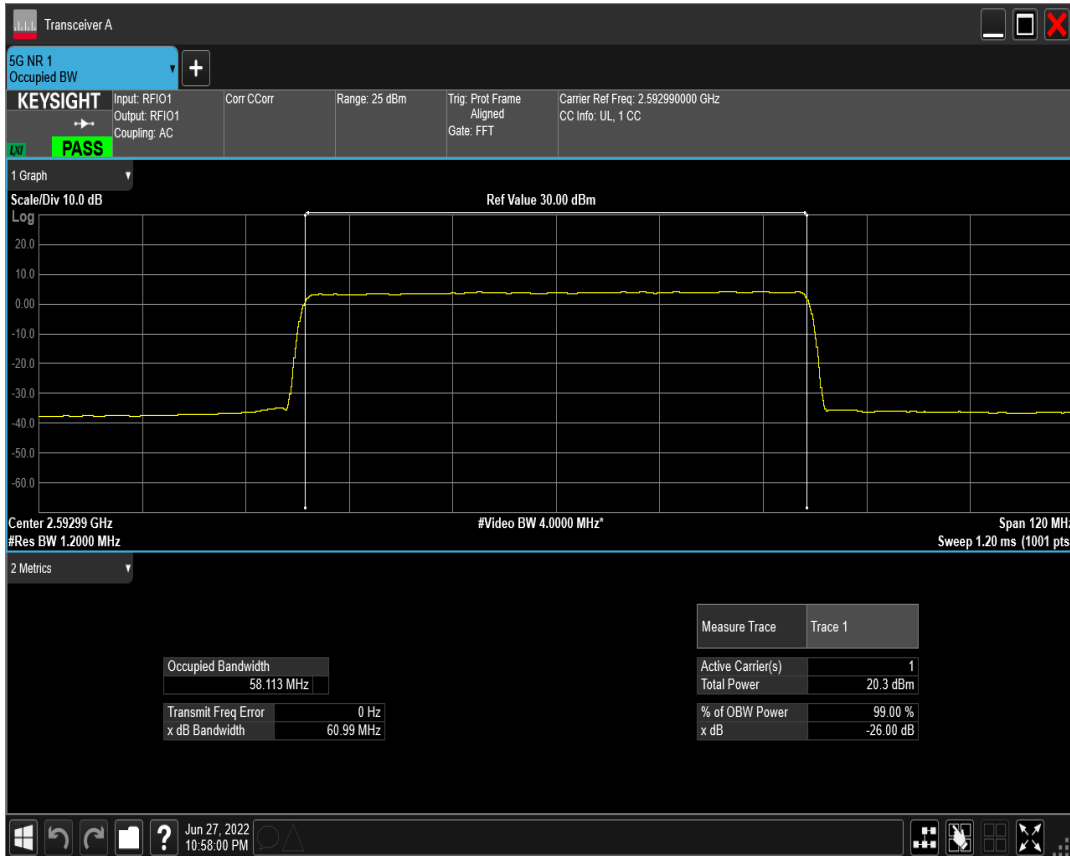 Transceiver A
5G NR 1
Occupied BW
KEYSIGHT
LXI
PASS
Input: RFIO1
Output: RFIO1
Coupling: AC
Corr CCorr
Range: 25 dBm
Trig: Prot Frame
Aligned
Gate: FFT
Carrier Ref Freq: 2.592990000 GHz
CC Info: UL, 1 CC
1 Graph
Scale/Div 10.0 dB
Ref Value 30.00 dBm
Log
20.0
10.0
0.00
-10.0
-20.0
-30.0
-40.0
-50.0
-60.0
Center 2.59299 GHz
#Video BW 4.0000 MHz*
Span 120 MHz
#Res BW 1.2000 MHz
Sweep 1.20 ms (1001 pts
2 Metrics
Measure Trace Trace 1
Occupied Bandwidth
58.113 MHz
Active Carrier(s) 1
Total Power 20.3 dBm
Transmit Freq Error 0 Hz
x dB Bandwidth 60.99 MHz
% of OBW Power 99.00 %
x dB -26.00 dB
?
Jun 27, 2022
10:58:00 PM